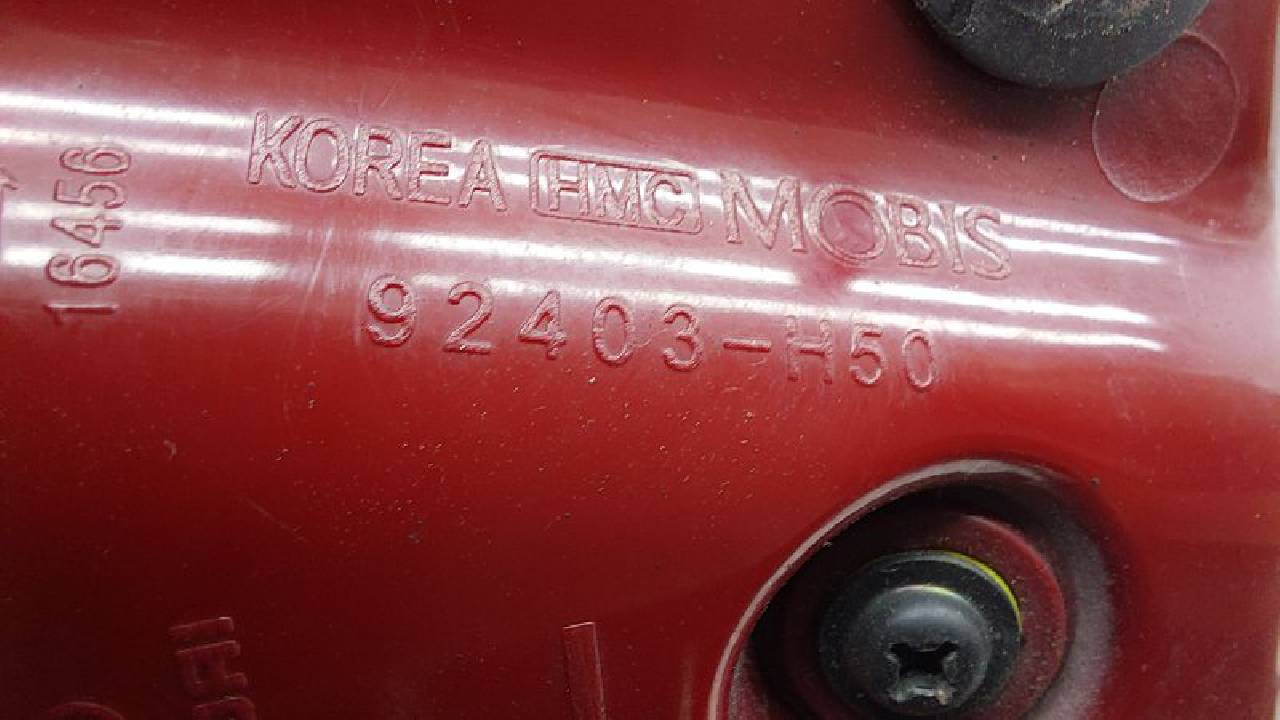 KOREA HMC MOBIS
92403-H50
16456